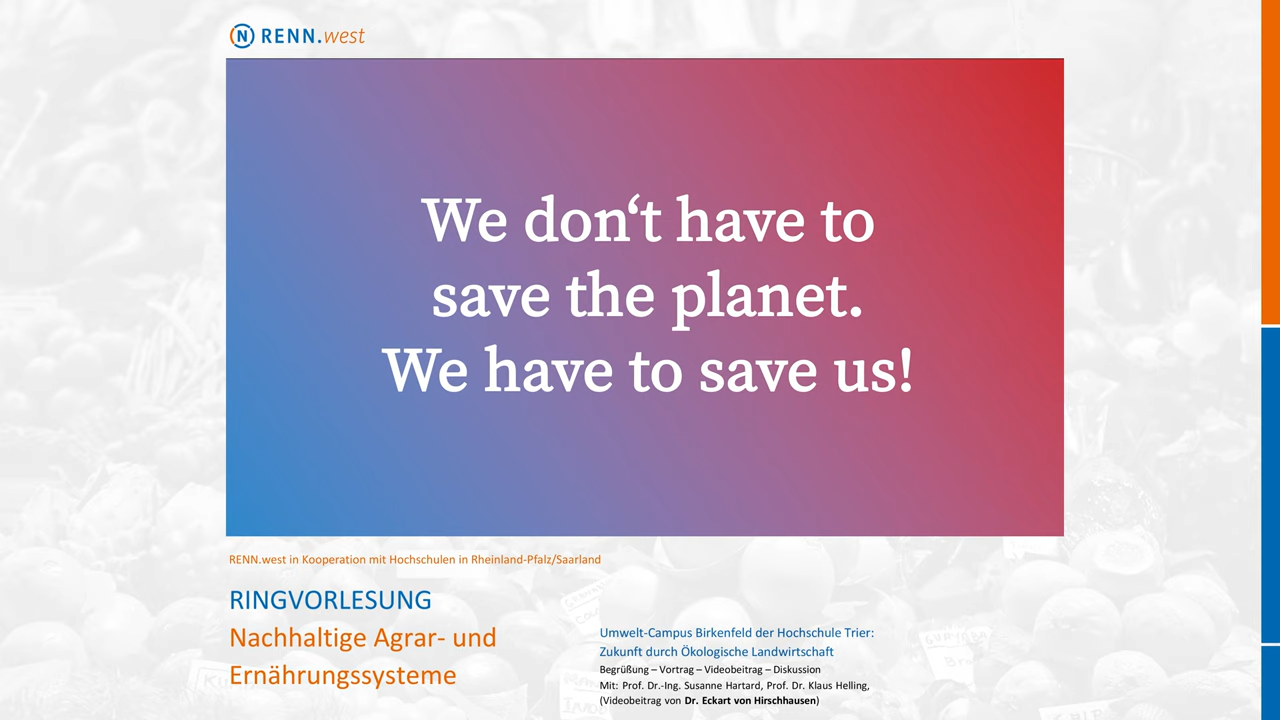 RENN.west
We don‘t have to
save the planet.
We have to save us!
RENN.west in Kooperation mit Hochschulen in Rheinland-Pfalz/Saarland
RINGVORLESUNG
Nachhaltige Agrar- und
Ernährungssysteme
Umwelt-Campus Birkenfeld der Hochschule Trier:
Zukunft durch Ökologische Landwirtschaft
Begrüßung – Vortrag – Videobeitrag – Diskussion
Mit: Prof. Dr.-Ing. Susanne Hartard, Prof. Dr. Klaus Helling,
(Videobeitrag von Dr. Eckart von Hirschhausen)